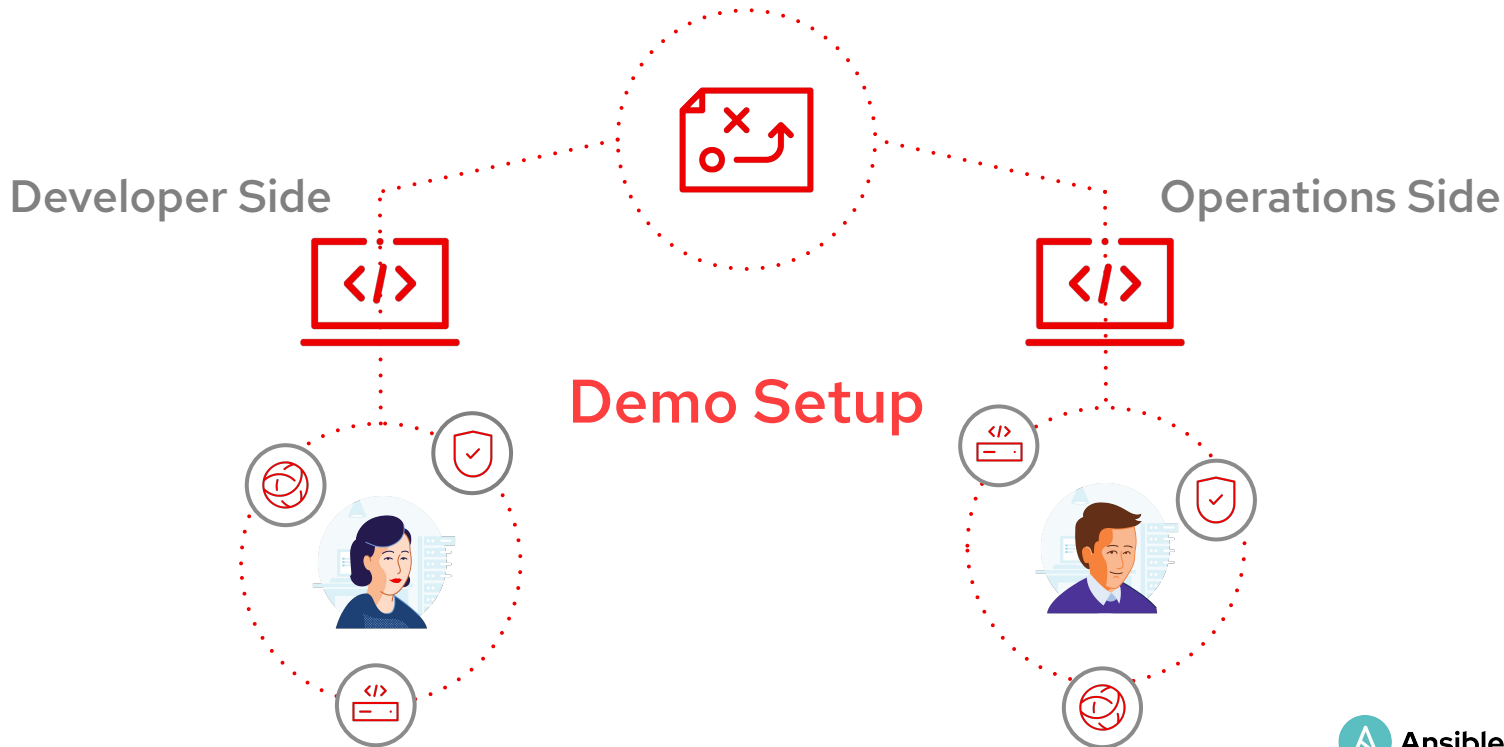 Developer Side
Operations Side
</>
</>
Demo Setup
</>
</>
Ansible